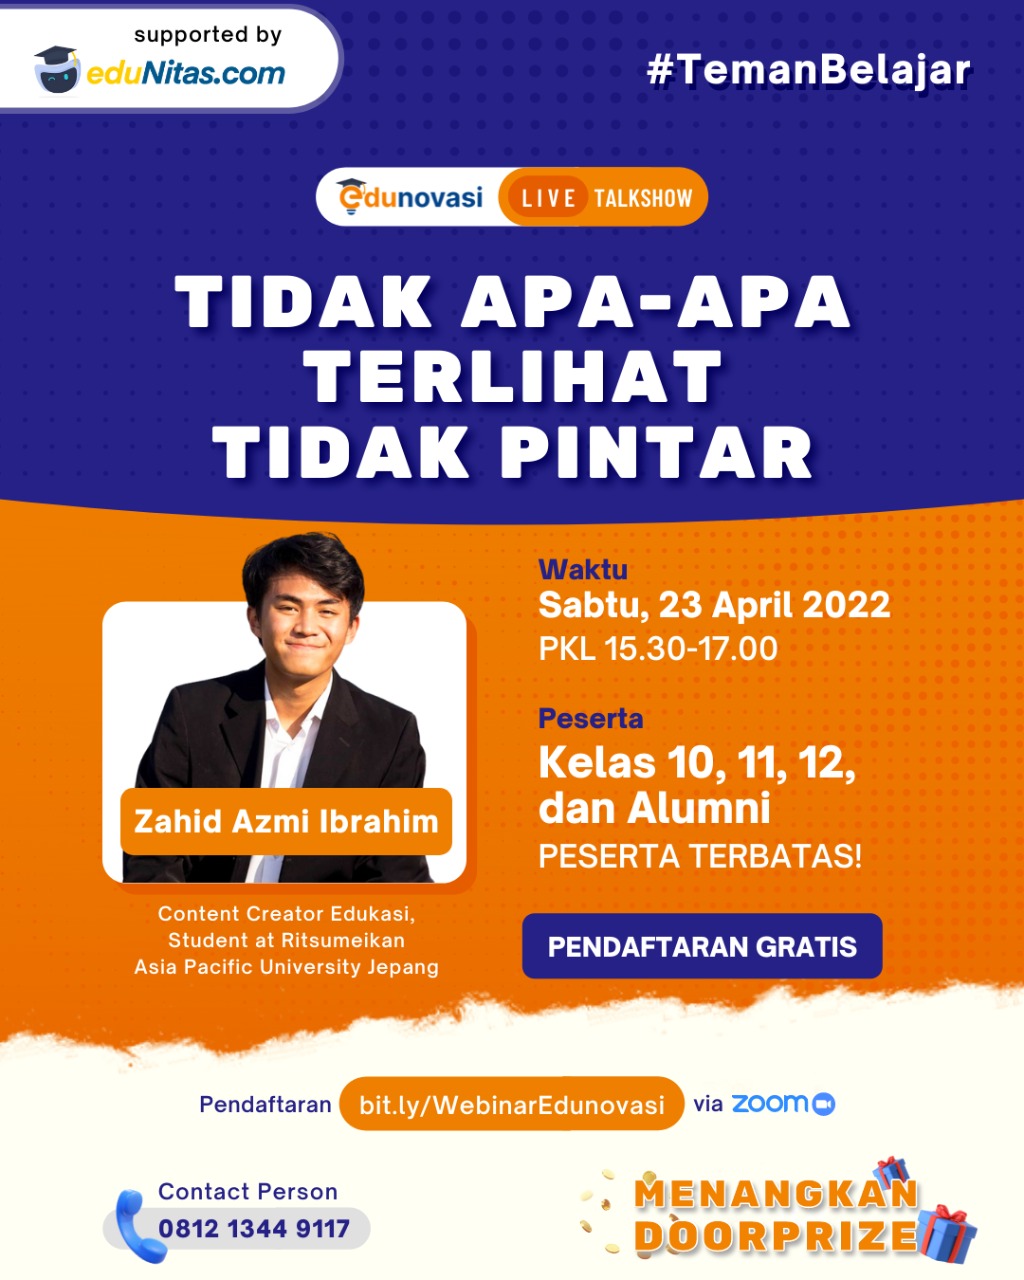 supported by
eduNitas.com
#TemanBelajar
edunovasi LIVE TALKSHOW
TIDAK APA-APA
TERLIHAT
TIDAK PINTAR
Waktu
Sabtu, 23 April 2022
PKL 15.30-17.00
Peserta
Kelas 10, 11, 12,
dan Alumni
PESERTA TERBATAS!
PENDAFTARAN GRATIS
Zahid Azmi Ibrahim
Content Creator Edukasi,
Student at Ritsumeikan
Asia Pacific University Jepang
Pendaftaran bit.ly/WebinarEdunovasi via zoom
Contact Person
0812 1344 9117
MENANGKAN
DOORPRIZE